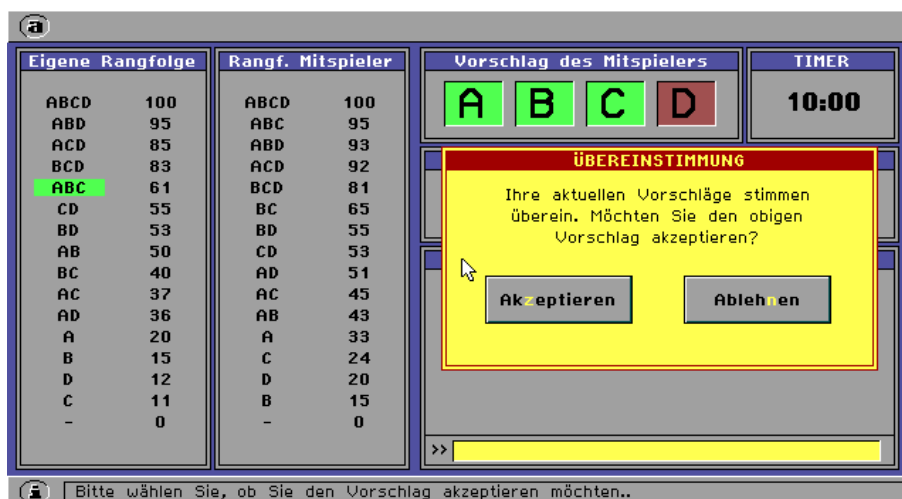 a
Eigene Rangfolge
ABCD 100
ABD 95
ACD 85
BCD 83
ABC 61
CD 55
BD 53
AB 50
BC 40
AC 37
AD 36
A 20
B 15
D 12
C 11
- 0
Rangf. Mitspieler
ABCD 100
ABC 95
ABD 93
ACD 92
BCD 81
BC 65
BD 55
CD 53
AD 51
AC 45
AB 43
A 33
C 24
D 20
B 15
- 0
Vorschlag des Mitspielers
A B C D
TIMER
10:00
ÜBEREINSTIMMUNG
Ihre aktuellen Vorschläge stimmen
überein. Möchten Sie den obigen
Vorschlag akzeptieren?
Akzeptieren Ablehnen
>>
i Bitte wählen Sie, ob Sie den Vorschlag akzeptieren möchten..